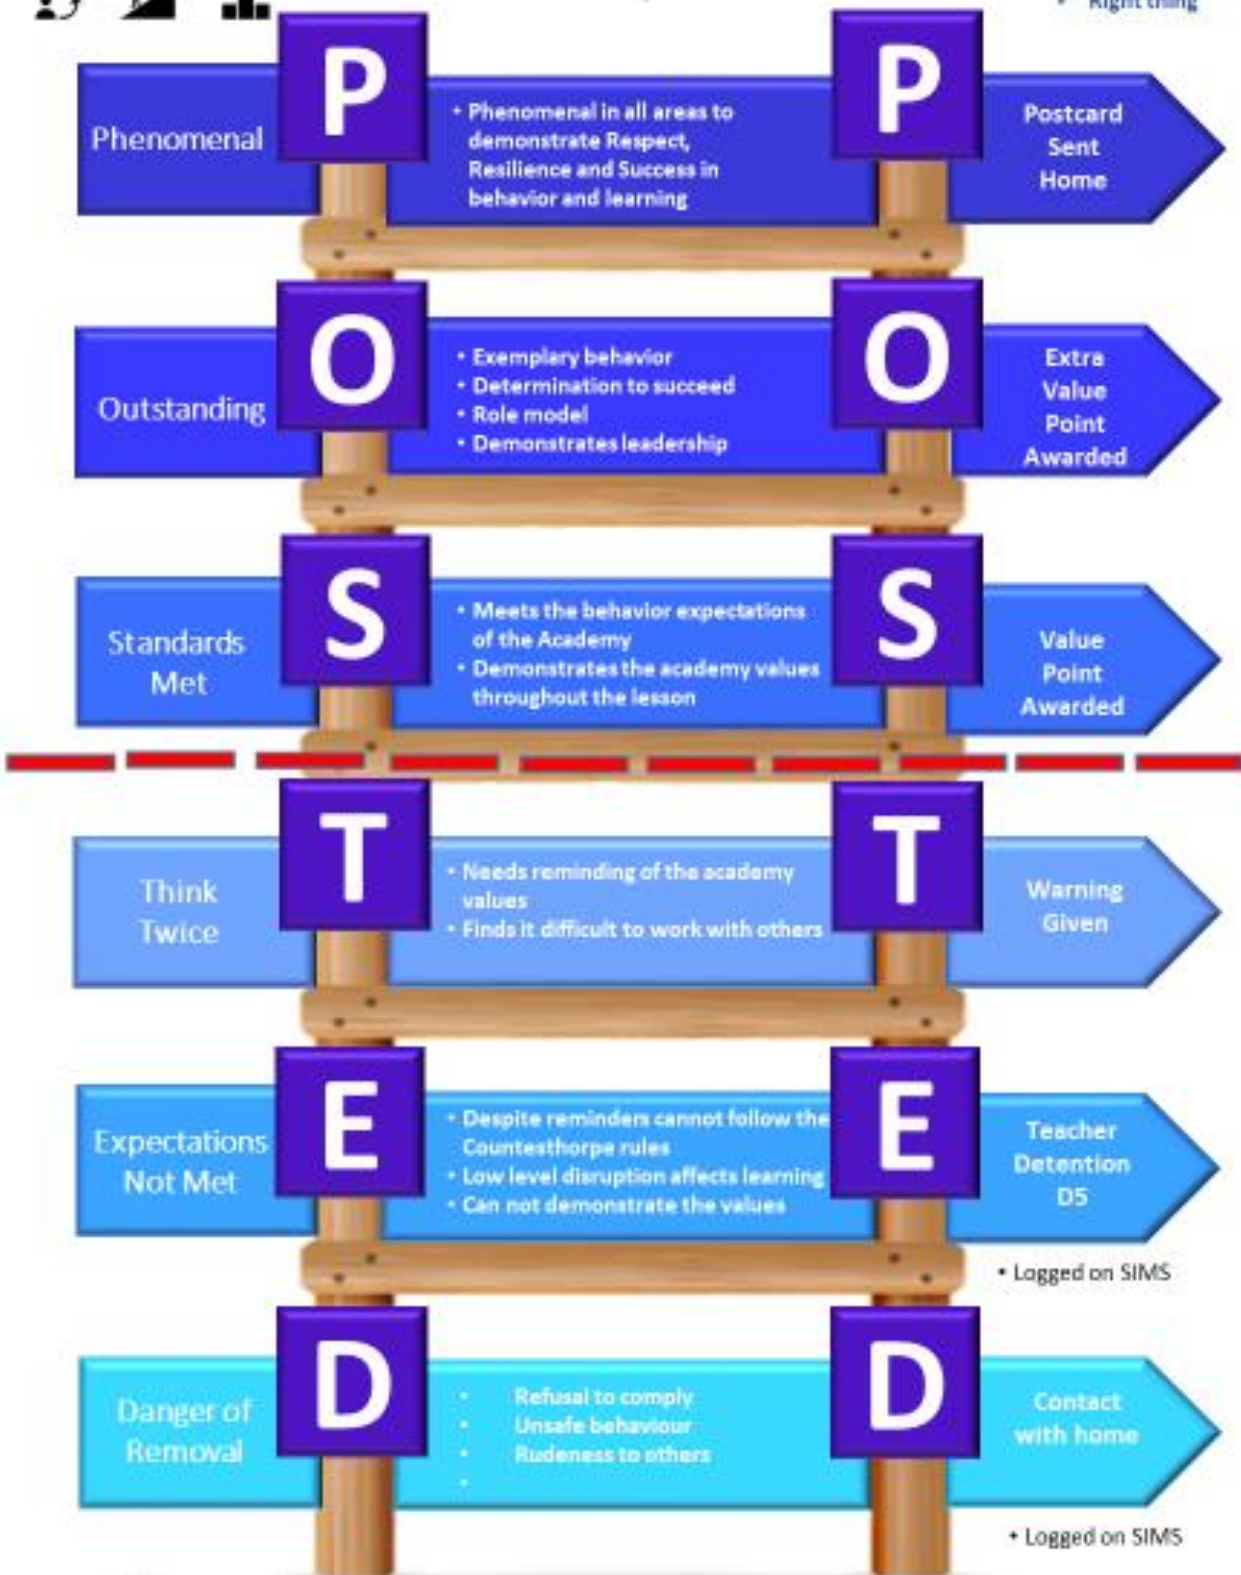 Right thing
Phenomenal
P
• Phenomenal in all areas to
demonstrate Respect,
Resilience and Success in
behavior and learning
P
Postcard
Sent
Home
Outstanding
O
• Exemplary behavior
• Determination to succeed
• Role model
• Demonstrates leadership
O
Extra
Value
Point
Awarded
Standards
Met
S
• Meets the behavior expectations
of the Academy
• Demonstrates the academy values
throughout the lesson
S
Value
Point
Awarded
Think
Twice
T
• Needs reminding of the academy
values
• Finds it difficult to work with others
T
Warning
Given
Expectations
Not Met
E
• Despite reminders cannot follow the
Countesthorpe rules
• Low level disruption affects learning
• Can not demonstrate the values
E
Teacher
Detention
D5
• Logged on SIMS
Danger of
Removal
D
• Refusal to comply
• Unsafe behaviour
• Rudeness to others
•
D
Contact
with home
• Logged on SIMS